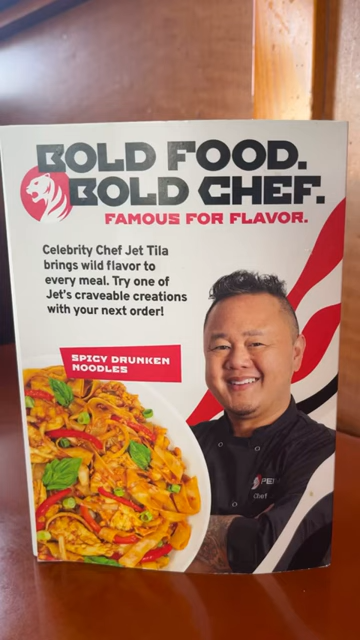 BOLD FOOD.
BOLD CHEF.
FAMOUS FOR FLAVOR.
Celebrity Chef Jet Tila
brings wild flavor to
every meal. Try one of
Jet's craveable creations
with your next order!
SPICY DRUNKEN
NOODLES
Chef